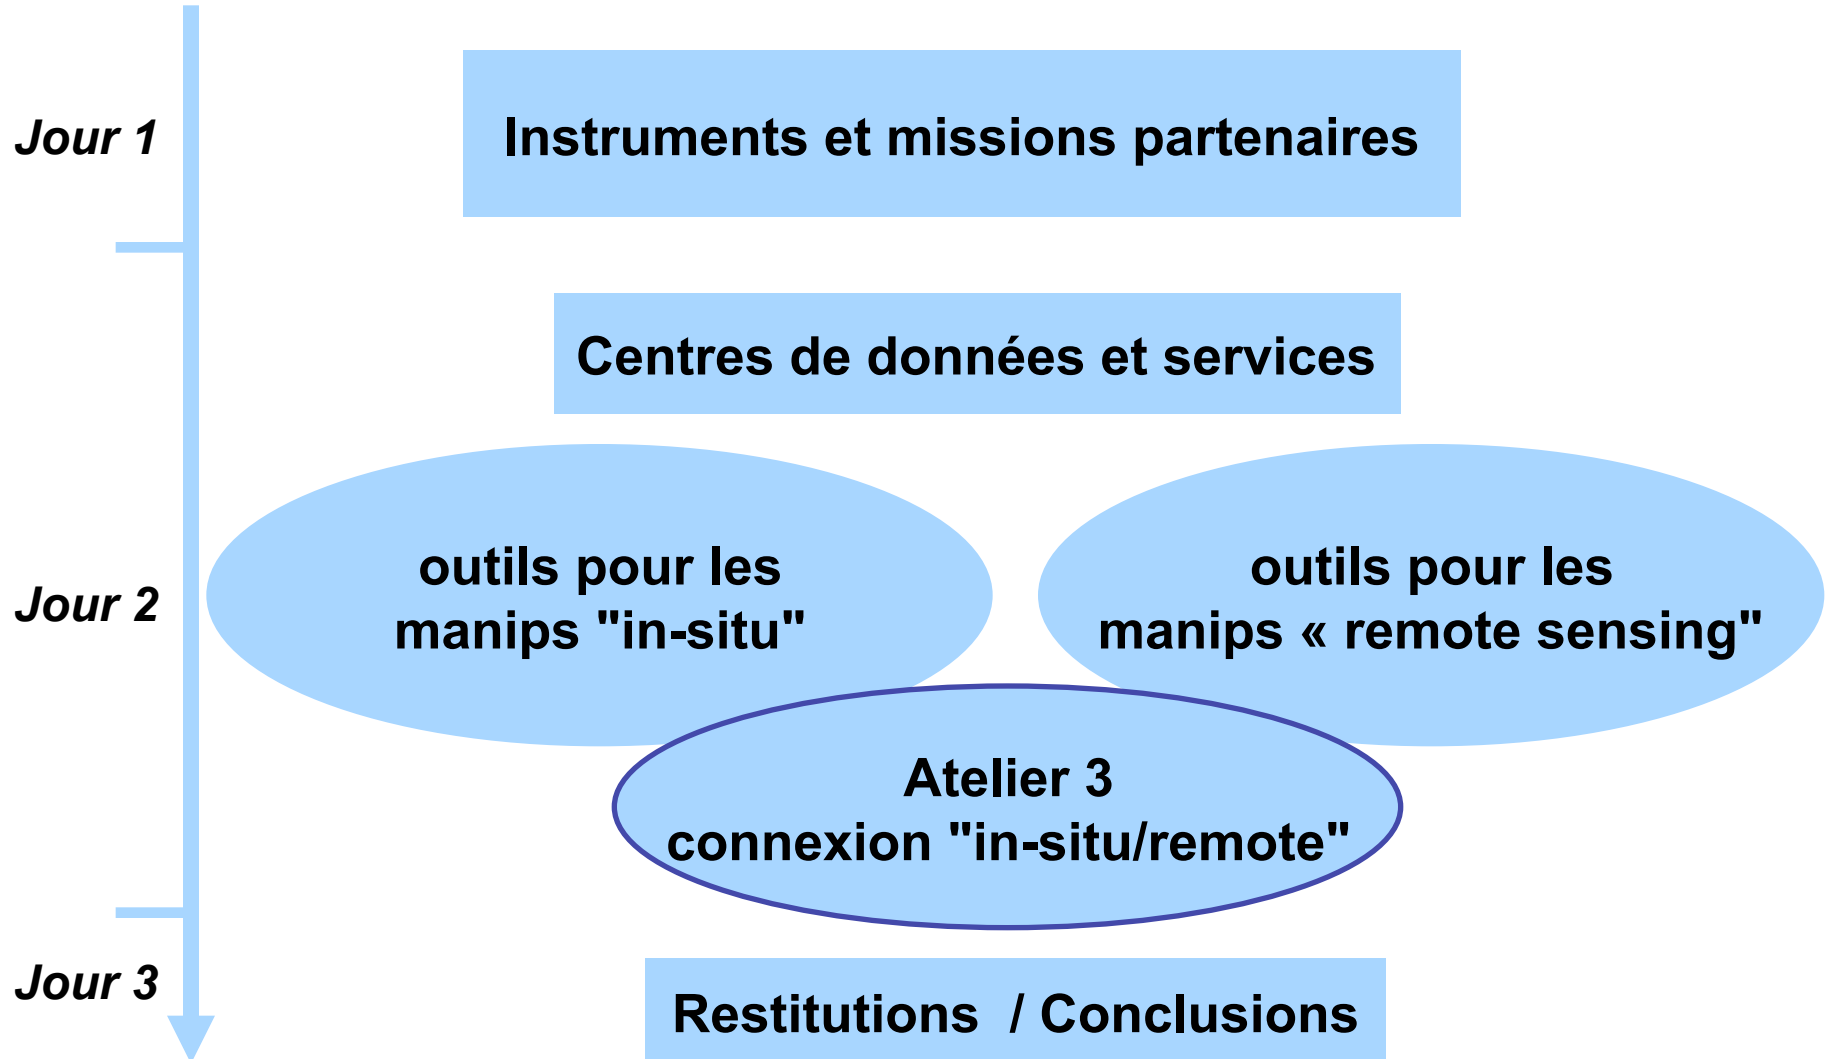 Jour 1
Instruments et missions partenaires
Centres de données et services
Jour 2
outils pour les
manips "in-situ"
outils pour les
manips « remote sensing"
Atelier 3
connexion "in-situ/remote"
Jour 3
Restitutions / Conclusions